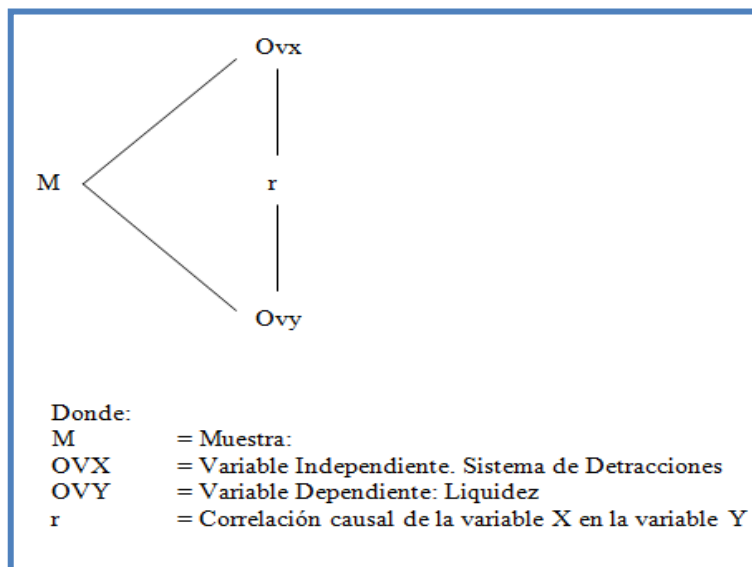 Ovx
M
r
Ovy
Donde:
M = Muestra:
OVX = Variable Independiente. Sistema de Detracciones
OVY = Variable Dependiente: Liquidez
r = Correlación causal de la variable X en la variable Y